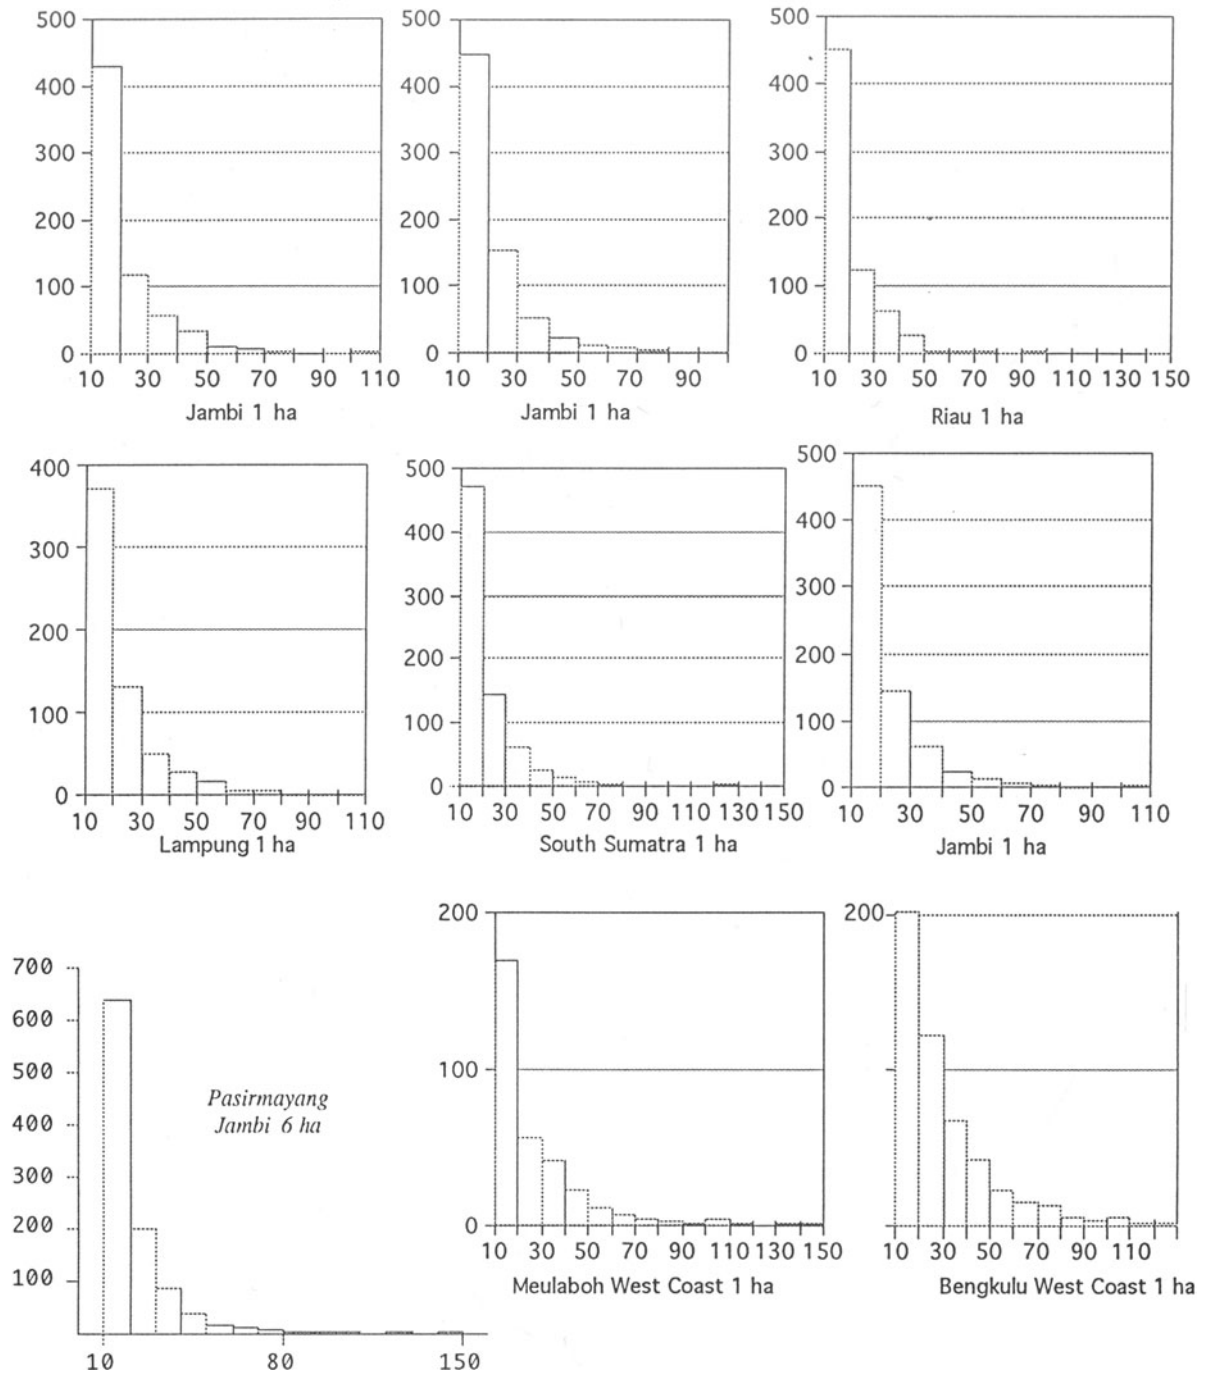 500
400
300
200
100
0
10 30 50 70 90 110
Jambi 1 ha
500
400
300
200
100
0
10 30 50 70 90
Jambi 1 ha
500
400
300
200
100
0
10 30 50 70 90 110 130 150
Riau 1 ha
400
300
200
100
0
10 30 50 70 90 110
Lampung 1 ha
500
400
300
200
100
0
10 30 50 70 90 110 130 150
South Sumatra 1 ha
500
400
300
200
100
0
10 30 50 70 90 110
Jambi 1 ha
700
600
500
400
300
200
100
Pasirmayang
Jambi 6 ha
10 80 150
200
100
0
10 30 50 70 90 110 130 150
Meulaboh West Coast 1 ha
200
10 30 50 70 90 110
Bengkulu West Coast 1 ha